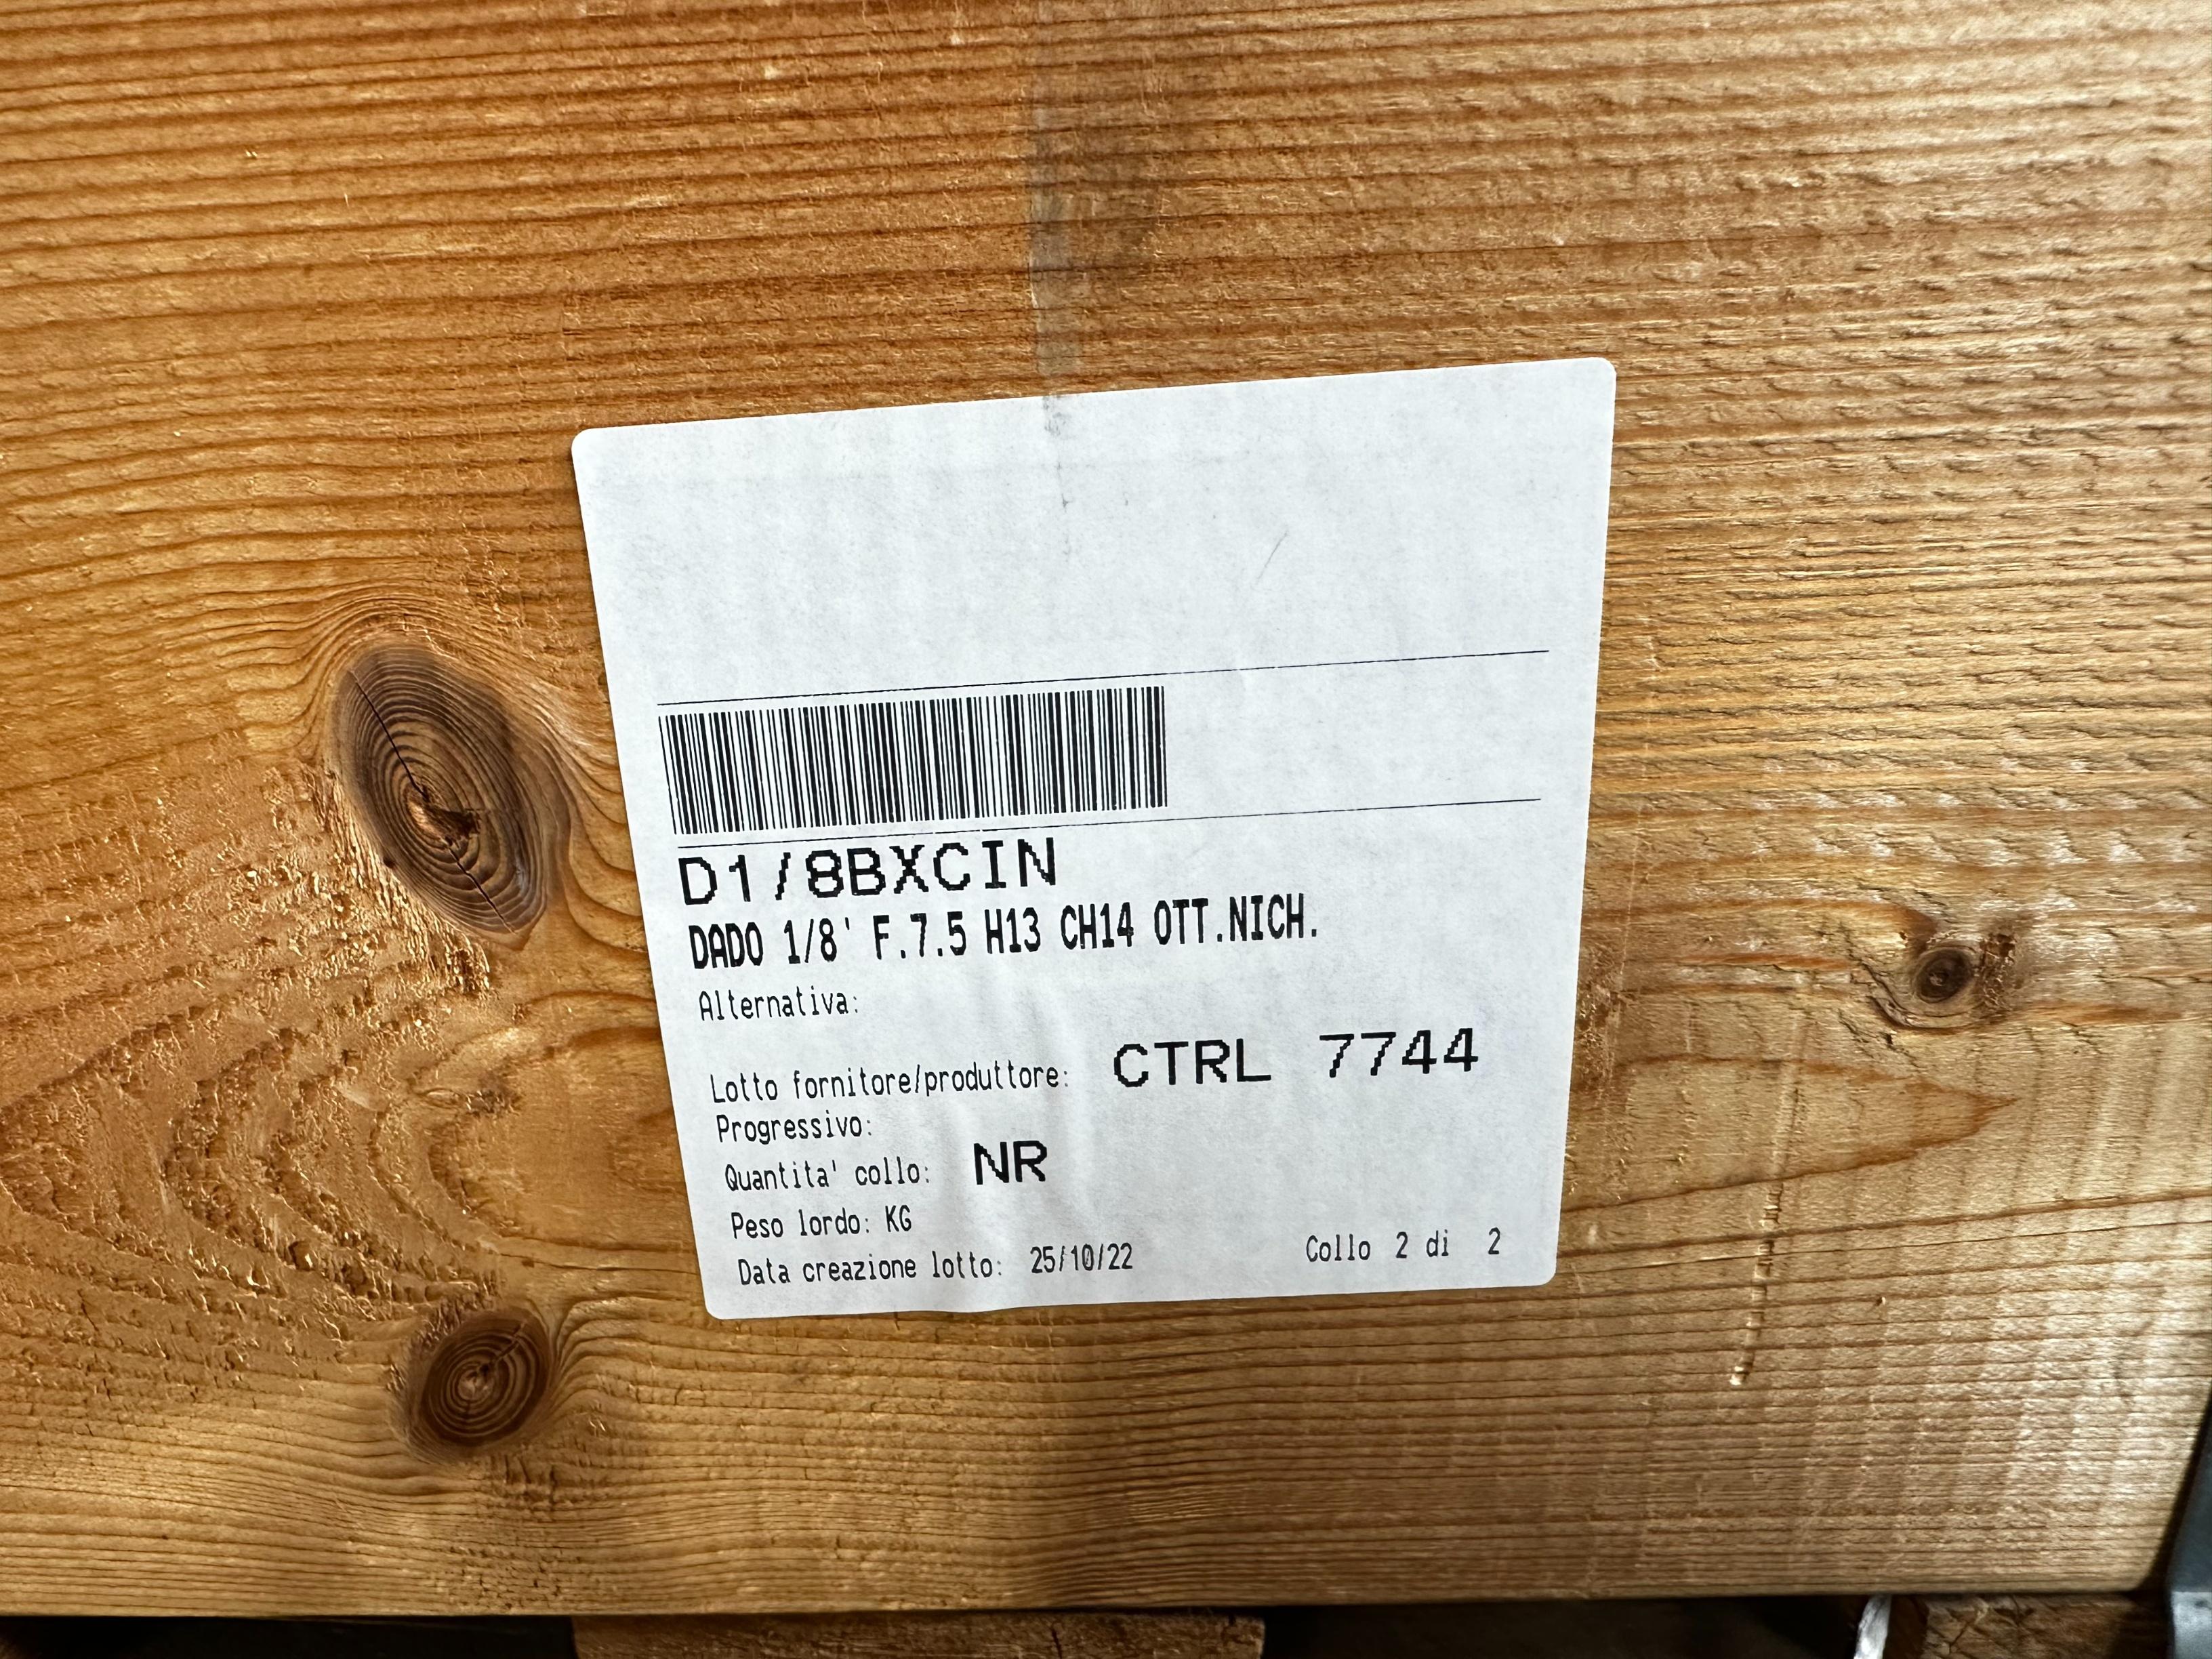 D1/8BXCIN
DADO 1/8' F.7.5 H13 CH14 OTT.NICH.
Alternativa:
Lotto fornitore/produttore: CTRL 7744
Progressivo:
Quantita' collo: NR
Peso lordo: KG
Data creazione lotto: 25/10/22 Collo 2 di 2